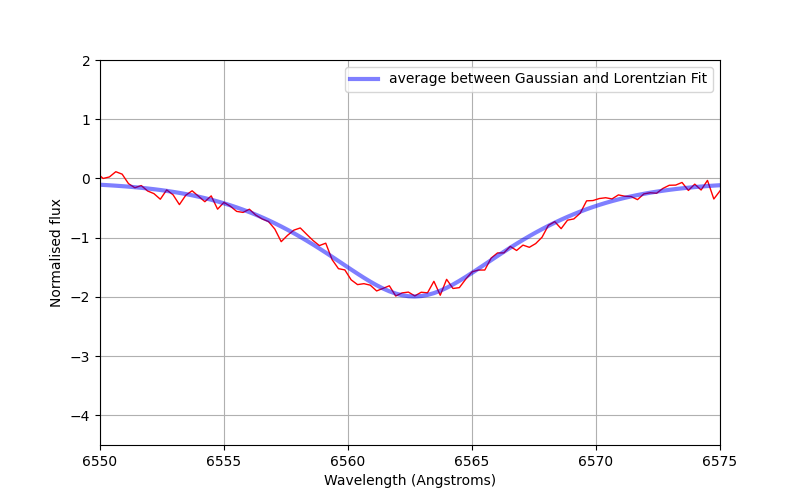 average between Gaussian and Lorentzian Fit
2
1
0
−1
−2
−3
−4
Normalised flux
6550 6555 6560 6565 6570 6575
Wavelength (Angstroms)